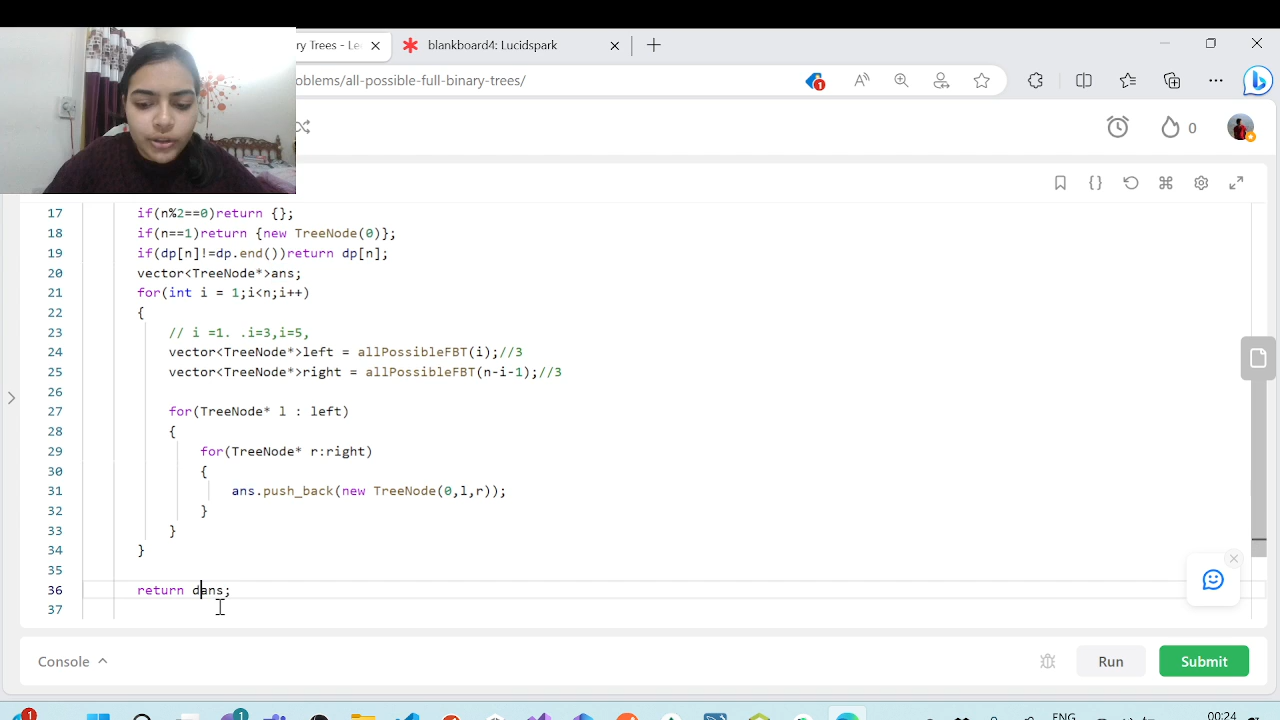 ry Trees - Le
blankboard4: Lucidspark
oblems/all-possible-full-binary-trees/
1
0
17 if(n%2==0)return {};
18 if(n==1)return {new TreeNode(0)};
19 if(dp[n]!=dp.end())return dp[n];
20 vector<TreeNode*>ans;
21 for(int i = 1;i<n;i++)
22 {
23 // i =1. .i=3,i=5,
24 vector<TreeNode*>left = allPossibleFBT(i);//3
25 vector<TreeNode*>right = allPossibleFBT(n-i-1);//3
26
27 for(TreeNode* l : left)
28 {
29 for(TreeNode* r:right)
30 {
31 ans.push_back(new TreeNode(0,l,r));
32 }
33 }
34 }
35
36 return dans;
37
Console
Run
Submit
1
1
ENG
00:24